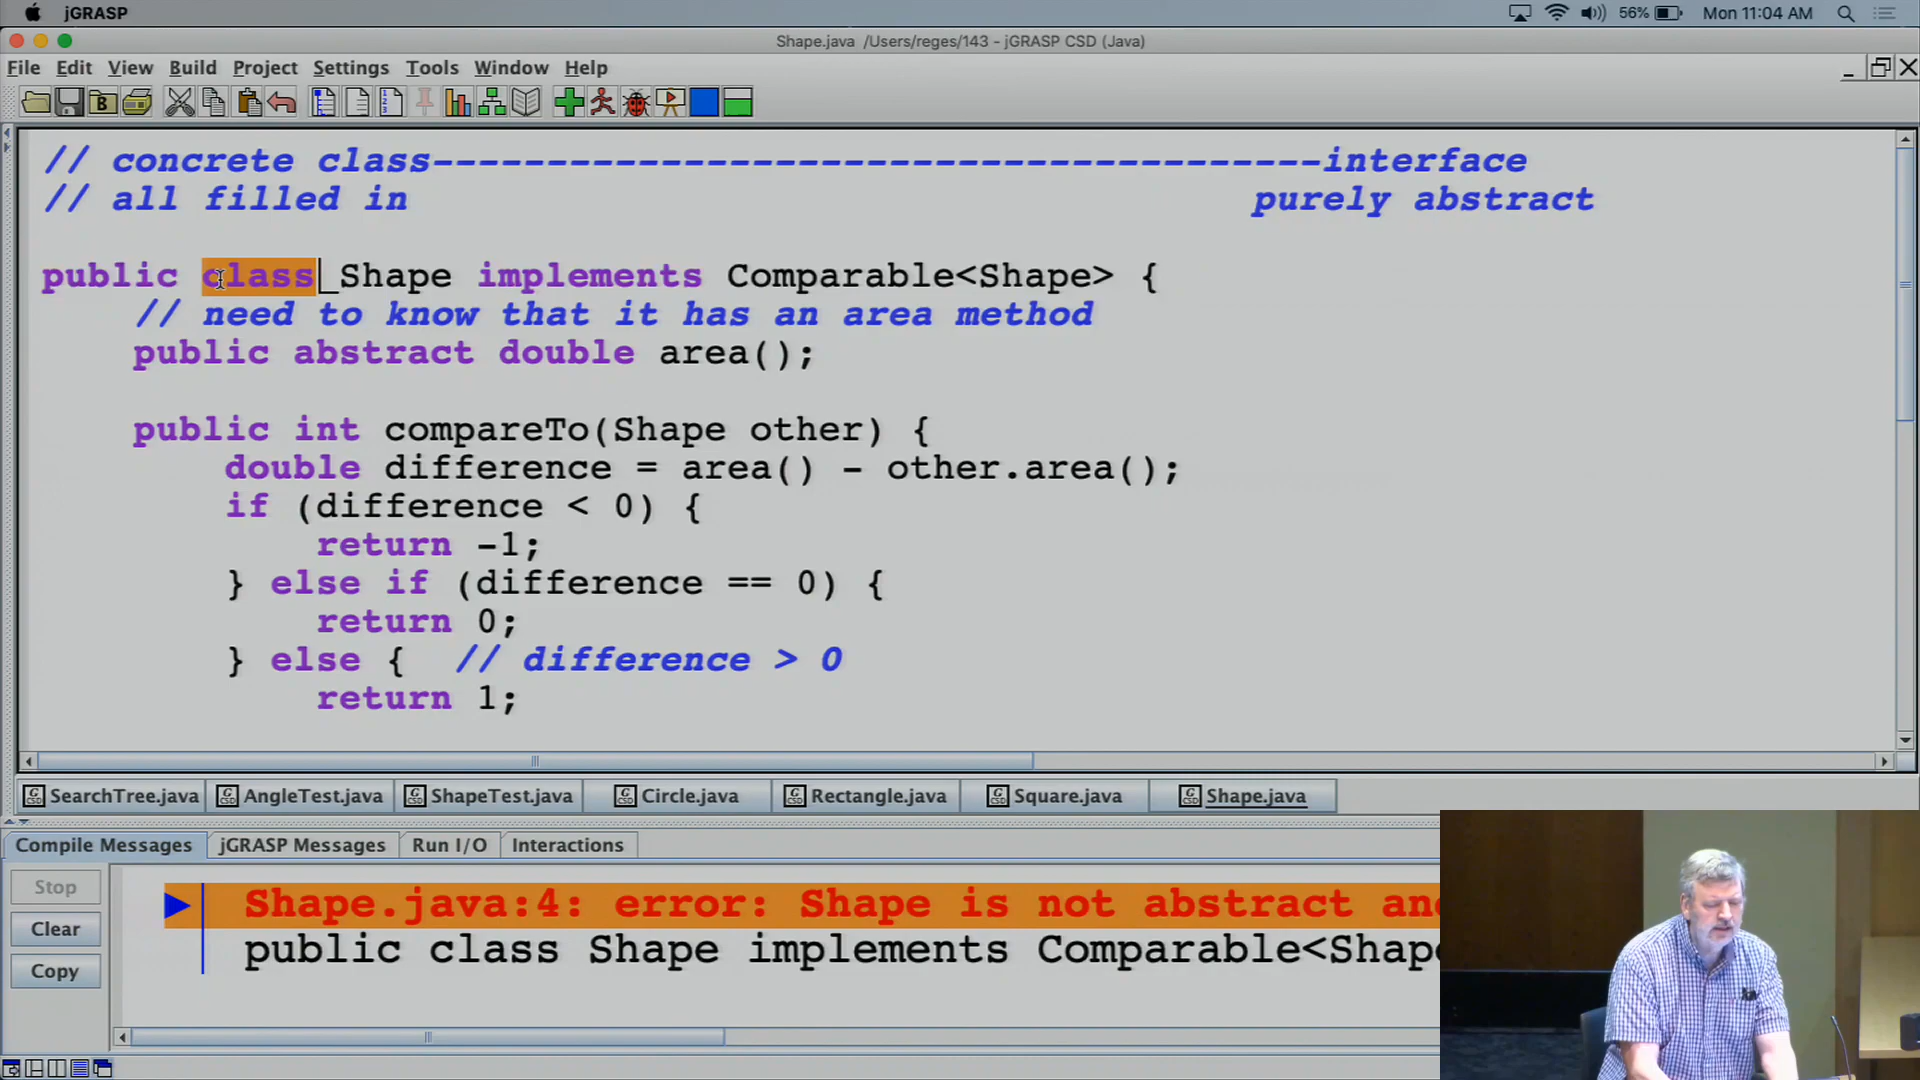 jGRASP
56%
Mon 11:04 AM
Shape.java /Users/reges/143 - jGRASP CSD (Java)
File Edit View Build Project Settings Tools Window Help
// concrete class---------------------------------------interface
// all filled in purely abstract
public class Shape implements Comparable<Shape> {
// need to know that it has an area method
public abstract double area();
public int compareTo(Shape other) {
double difference = area() - other.area();
if (difference < 0) {
return -1;
} else if (difference == 0) {
return 0;
} else { // difference > 0
return 1;
SearchTree.java AngleTest.java ShapeTest.java Circle.java Rectangle.java Square.java Shape.java
Compile Messages jGRASP Messages Run I/O Interactions
Stop
Clear
Copy
Shape.java:4: error: Shape is not abstract and
public class Shape implements Comparable<Shape